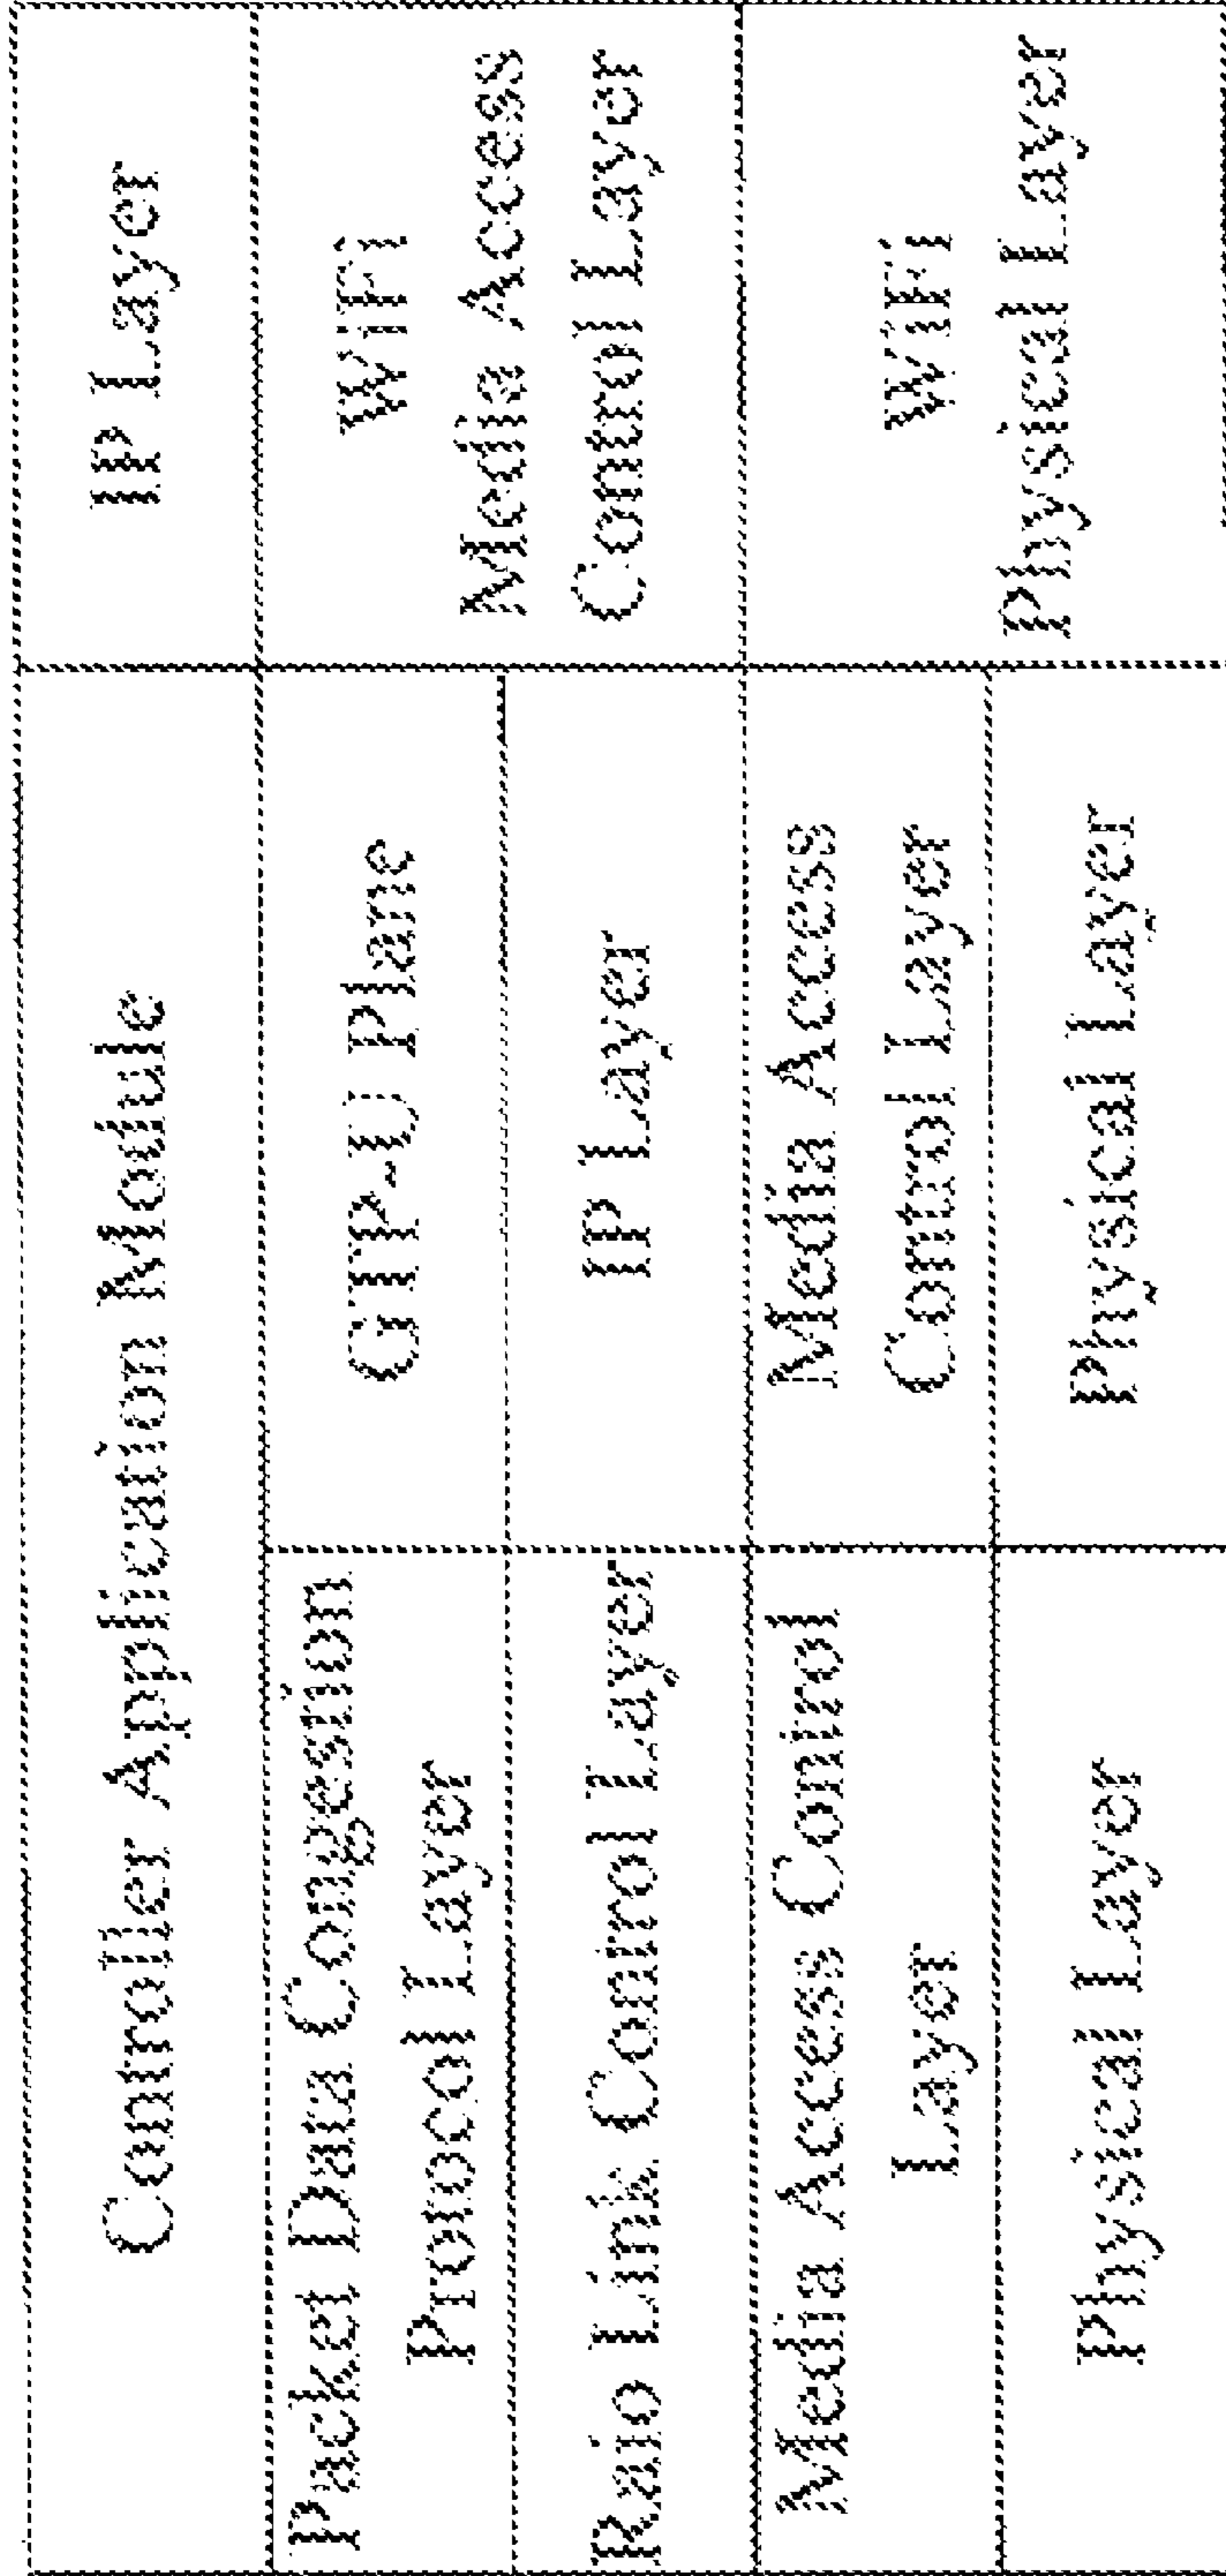 Controller Application Module
IP Layer
Packet Data Congestion
Protocol Layer
GTP-U Plane
WiFi
Media Access
Control Layer
Raio Link Control Layer
IP Layer
Media Access Control
Layer
Media Access
Control Layer
WiFi
Physical Layer
Physical Layer
Physical Layer